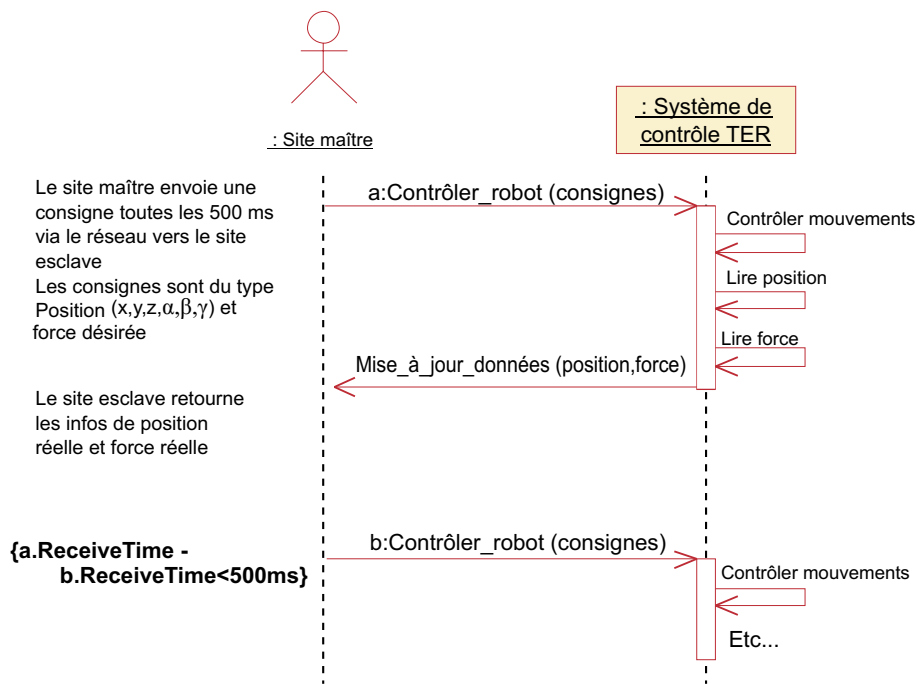 : Site maître
: Système de
contrôle TER
Le site maître envoie une
consigne toutes les 500 ms
via le réseau vers le site
esclave
Les consignes sont du type
Position (x,y,z,α,β,γ) et
force désirée
a:Contrôler_robot (consignes)
Contrôler mouvements
Lire position
Lire force
Mise_à_jour_données (position,force)
Le site esclave retourne
les infos de position
réelle et force réelle
{a.ReceiveTime -
b.ReceiveTime<500ms}
b:Contrôler_robot (consignes)
Contrôler mouvements
Etc...